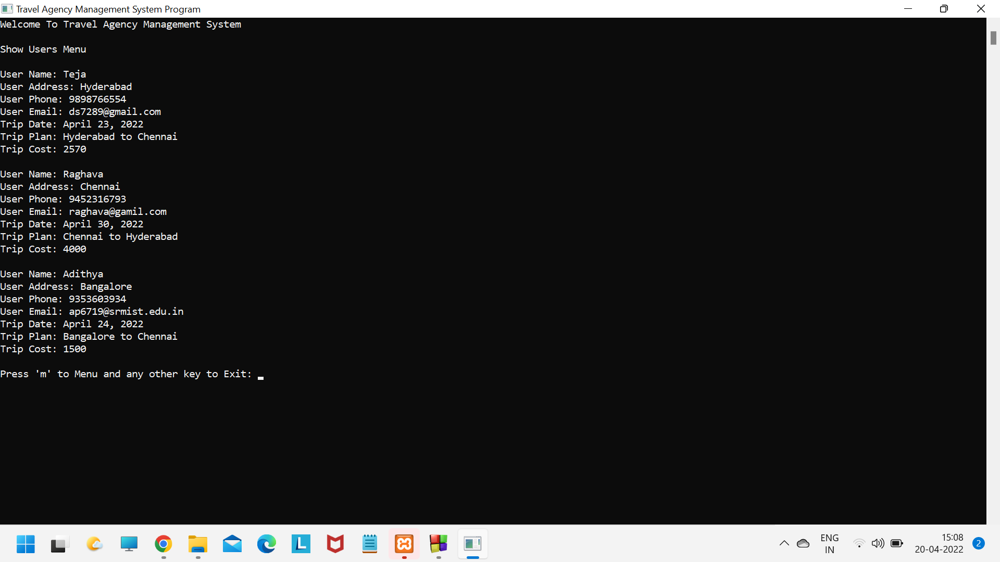 Travel Agency Management System Program
Welcome To Travel Agency Management System
Show Users Menu
User Name: Teja
User Address: Hyderabad
User Phone: 9898766554
User Email: ds7289@gmail.com
Trip Date: April 23, 2022
Trip Plan: Hyderabad to Chennai
Trip Cost: 2570
User Name: Raghava
User Address: Chennai
User Phone: 9452316793
User Email: raghava@gamil.com
Trip Date: April 30, 2022
Trip Plan: Chennai to Hyderabad
Trip Cost: 4000
User Name: Adithya
User Address: Bangalore
User Phone: 9353603934
User Email: ap6719@srmist.edu.in
Trip Date: April 24, 2022
Trip Plan: Bangalore to Chennai
Trip Cost: 1500
Press 'm' to Menu and any other key to Exit:
L
ENG
IN
15:08
20-04-2022
2